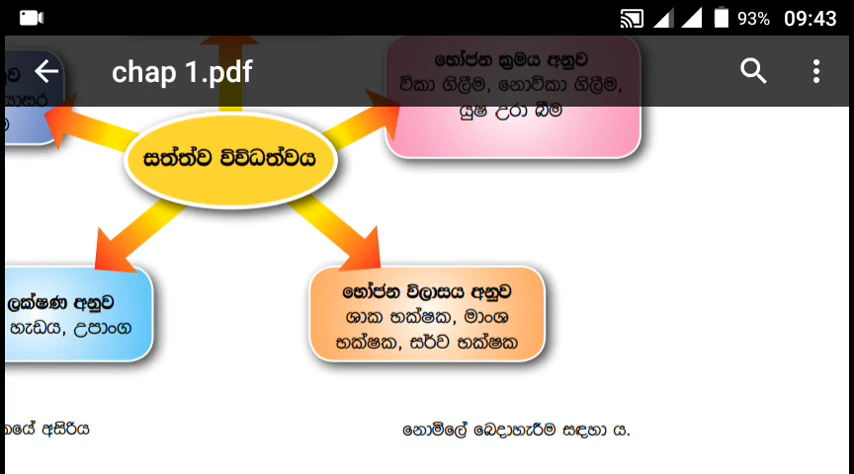 93% 09:43
chap 1.pdf
භෝජන ක්‍රමය අනුව
විකා ගිලීම, නොවිකා ගිලීම,
යුෂ උරා බීම
සත්ත්ව විවිධත්වය
ලක්ෂණ අනුව
හැඩය, උපාංග
භෝජන විලාසය අනුව
ශාක භක්ෂක, මාංශ
භක්ෂක, සර්ව භක්ෂක
අසිරිය
නොමිලේ බෙදාහැරීම සඳහා ය.